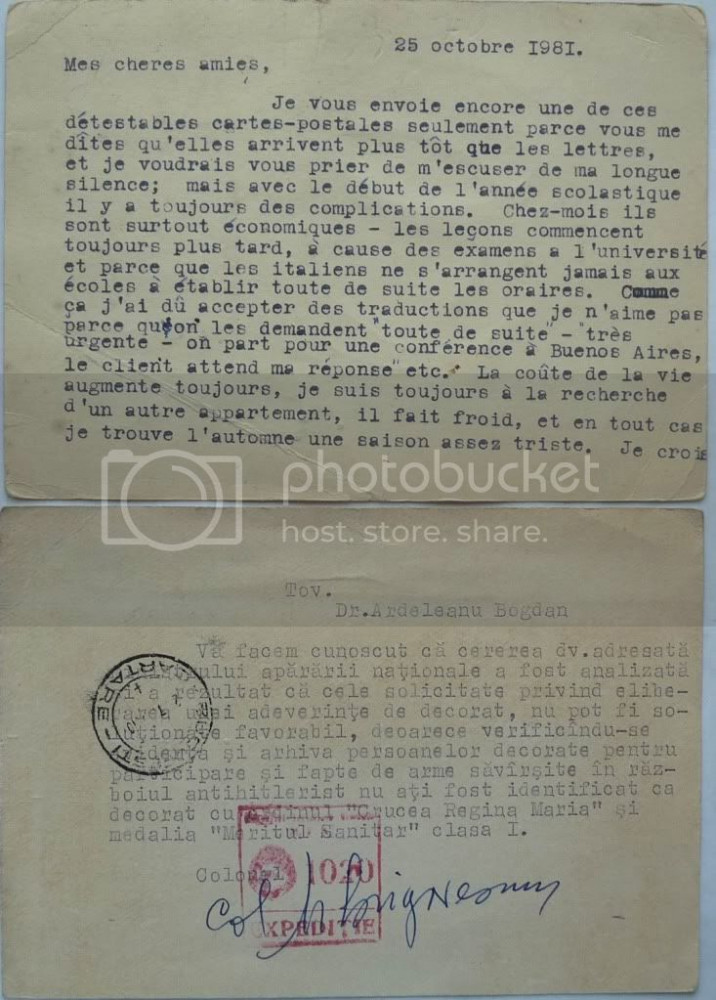 25 octobre 1981.
Mes cheres amies,
Je vous envoie encore une de ces
détestables cartes-postales seulement parce vous me
dîtes qu'elles arrivent plus tôt que les lettres,
et je voudrais vous prier de m'escuser de ma longue
silence; mais avec le début de l'année scolastique
il y a toujours des complications. Chez-mois ils
sont surtout économiques - les leçons commencent
toujours plus tard, à cause des examens a l'université
et parce que les italiens ne s'arrangent jamais aux
écoles à établir toute de suite les oraires. Comme
ça j'ai dû accepter des traductions que je n'aime pas
parce qu'on les demandent "toute de suite - très
urgente - on part pour une conférence à Buenos Aires,
le client attend ma réponse" etc. La coûte de la vie
augmente toujours, je suis toujours à la recherche
d'un autre appartement, il fait froid, et en tout cas
je trouve l'automne une saison assez triste. Je crois
photobucket
host. store. share.
Tov.
Dr.Ardeleanu Bogdan
Vă facem cunoscut că cererea dv.adresată
apărării naţionale a fost analizată
a rezultat că cele solicitate privind elibe-
rarea unei adeverinţe de decorat, nu pot fi so-
luţionate favorabil, deoarece verificîndu-se
evidenţa şi arhiva persoanelor decorate pentru
participare şi fapte de arme săvîrşite în răz-
boiul antihitlerist nu aţi fost identificat ca
decorat cu ordinul "Crucea Regina Maria" şi
medalia "Meritul Sanitar" clasa I.
Colonel
1020
EXPEDIŢIE
CARTARE
Col